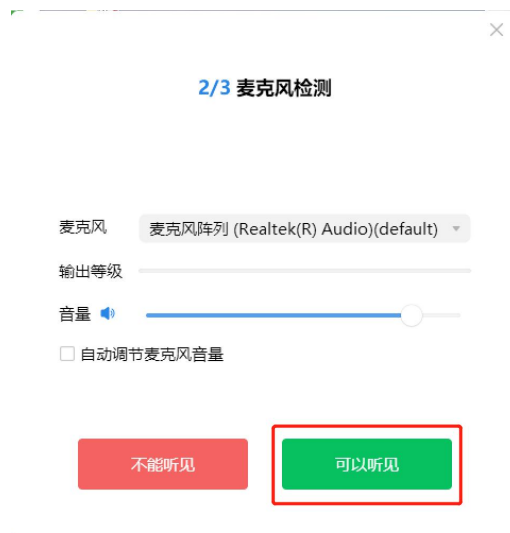 2/3 麦克风检测
麦克风 麦克风阵列 (Realtek(R) Audio)(default)
输出等级
音量
自动调节麦克风音量
不能听见 可以听见